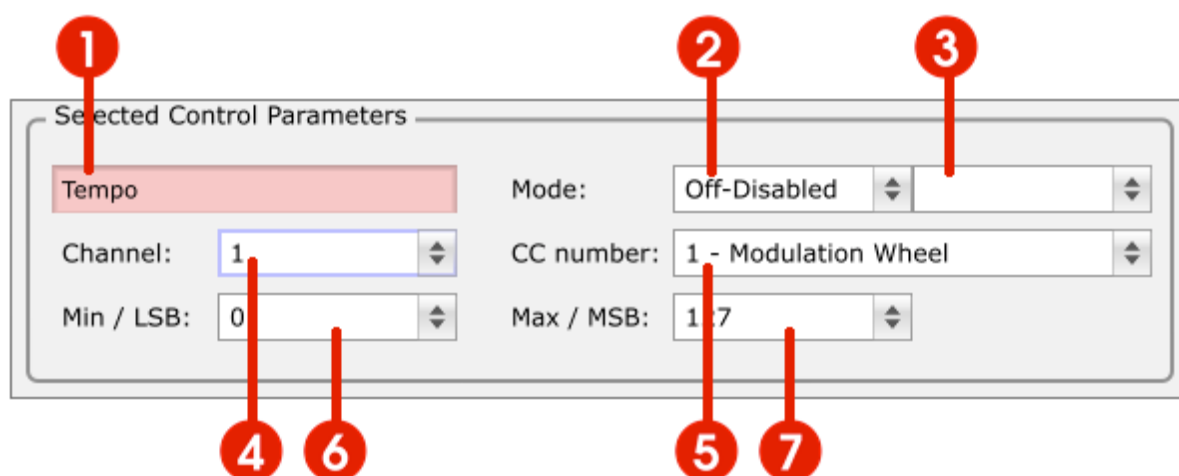 1 2 3
Selected Control Parameters
Tempo Mode: Off-Disabled
Channel: 1 CC number: 1 - Modulation Wheel
Min / LSB: 0 Max / MSB: 127
4 6 5 7